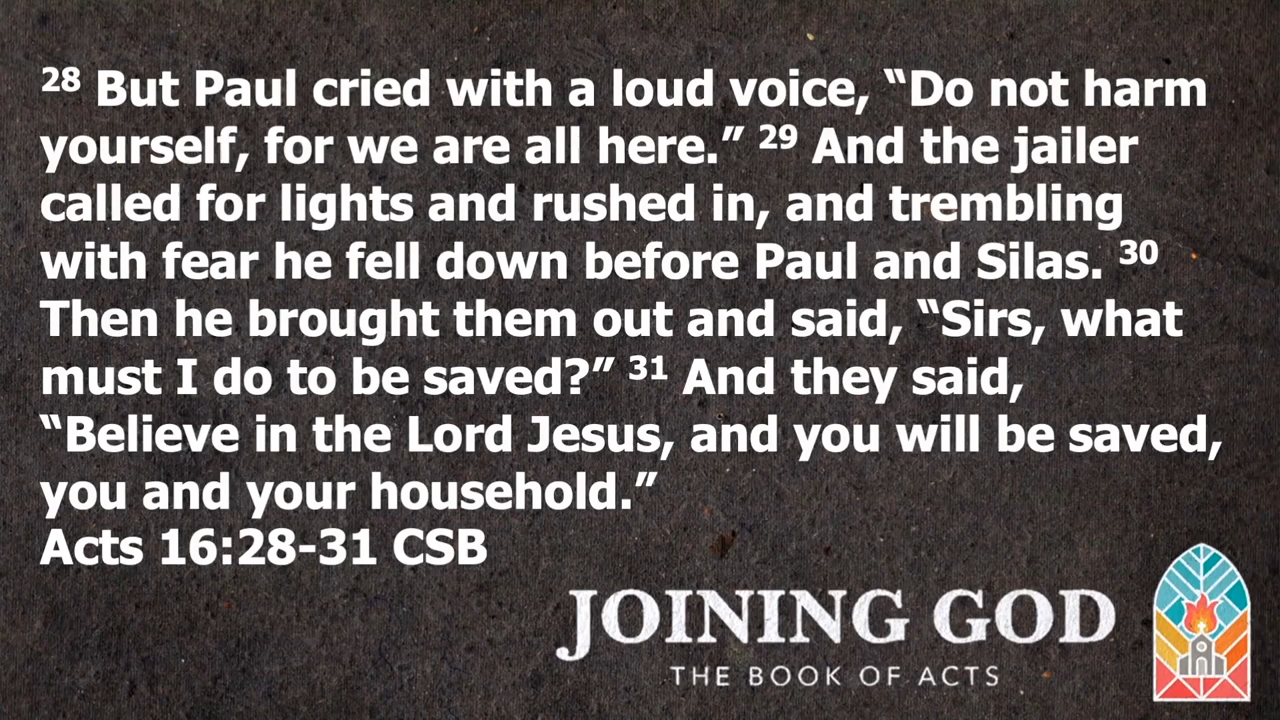 28 But Paul cried with a loud voice, “Do not harm
yourself, for we are all here.” 29 And the jailer
called for lights and rushed in, and trembling
with fear he fell down before Paul and Silas. 30
Then he brought them out and said, “Sirs, what
must I do to be saved?” 31 And they said,
“Believe in the Lord Jesus, and you will be saved,
you and your household.”
Acts 16:28-31 CSB
JOINING GOD
THE BOOK OF ACTS